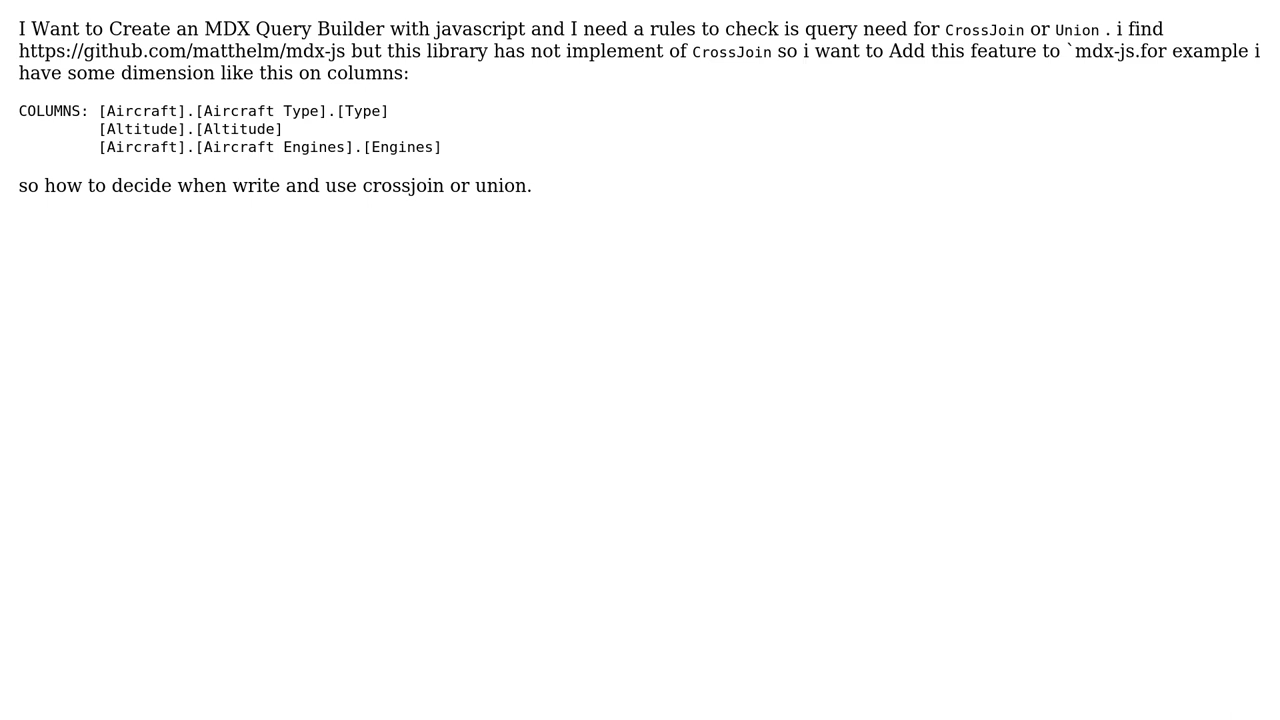 I Want to Create an MDX Query Builder with javascript and I need a rules to check is query need for CrossJoin or Union . i find
https://github.com/matthelm/mdx-js but this library has not implement of CrossJoin so i want to Add this feature to `mdx-js.for example i
have some dimension like this on columns:
COLUMNS: [Aircraft].[Aircraft Type].[Type]
[Altitude].[Altitude]
[Aircraft].[Aircraft Engines].[Engines]
so how to decide when write and use crossjoin or union.